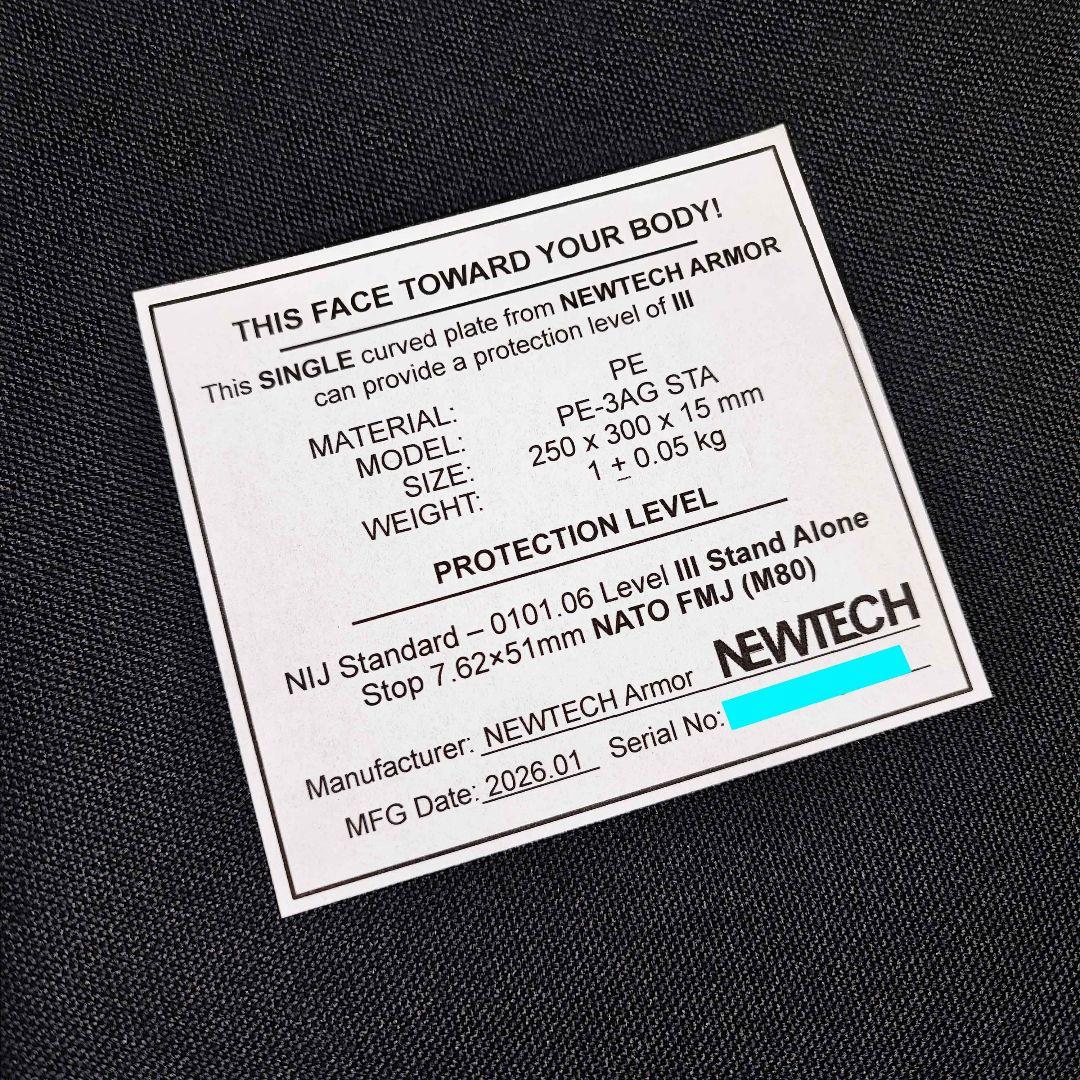 THIS FACE TOWARD YOUR BODY!
This SINGLE curved plate from NEWTECH ARMOR
can provide a protection level of III
MATERIAL: PE
MODEL: PE-3AG STA
SIZE: 250 x 300 x 15 mm
WEIGHT: 1 ± 0.05 kg
PROTECTION LEVEL
NIJ Standard – 0101.06 Level III Stand Alone
Stop 7.62×51mm NATO FMJ (M80)
Manufacturer: NEWTECH Armor NEWTECH
MFG Date: 2026.01 Serial No: